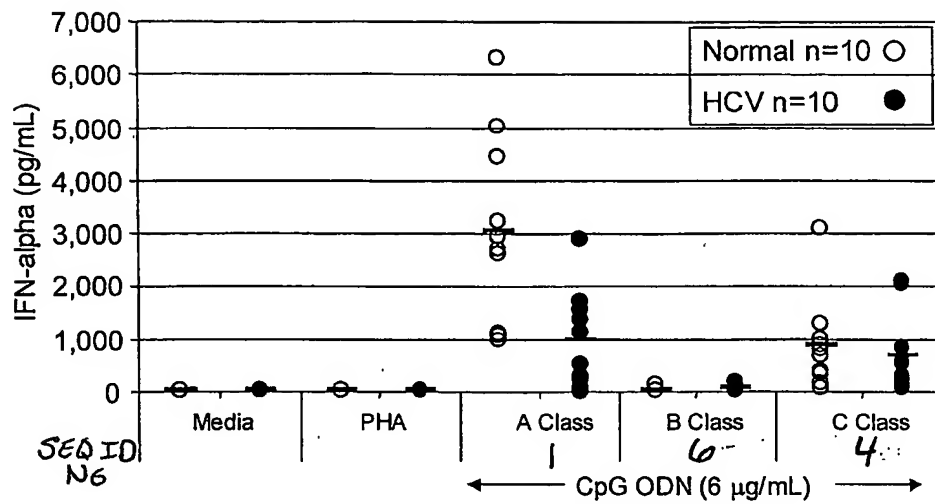 7,000
6,000
5,000
4,000
3,000
2,000
1,000
0
IFN-alpha (pg/mL)
Normal n=10
HCV n=10
Media PHA A Class B Class C Class
SEQ ID 1 6 4
NG
CpG ODN (6 µg/mL)